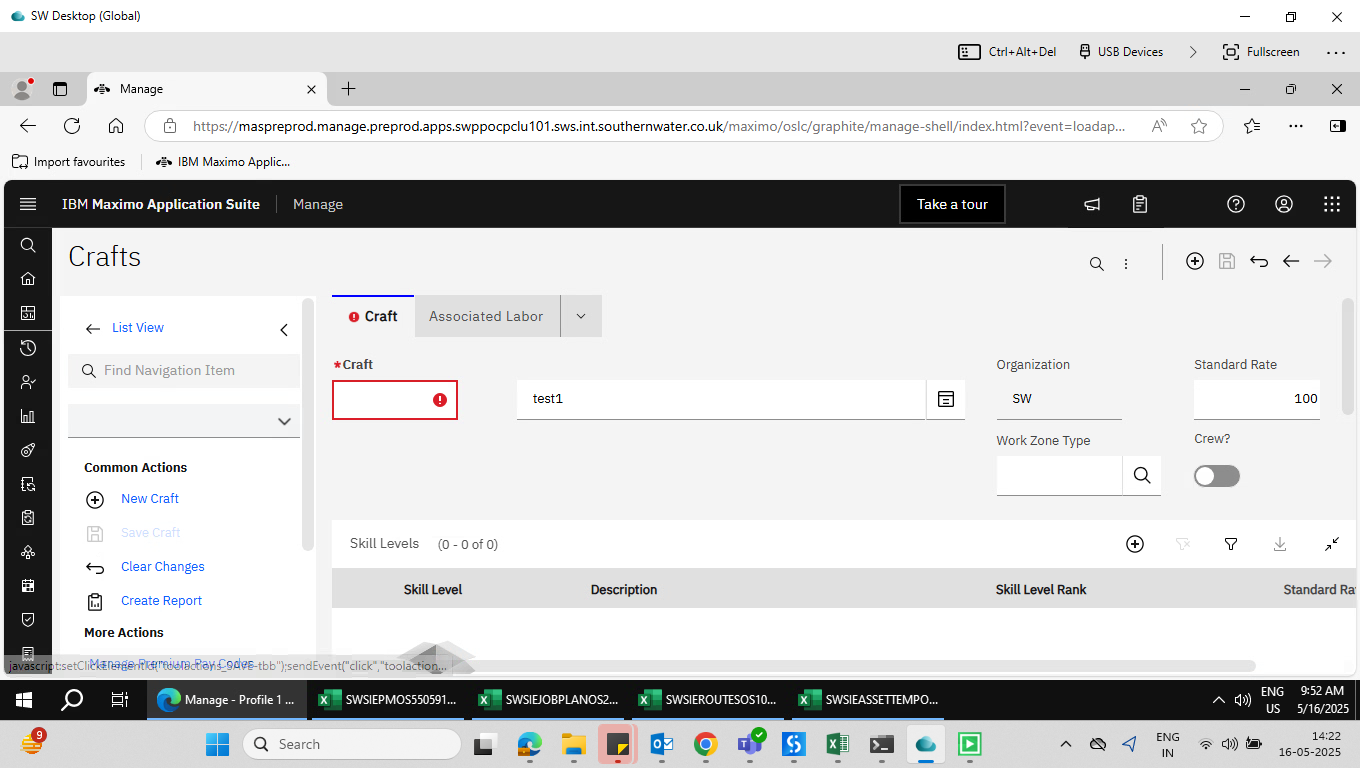 SW Desktop (Global)
Ctrl+Alt+Del
USB Devices
Fullscreen
Manage
https://maspreprod.manage.preprod.apps.swppocpclu101.sws.int.southernwater.co.uk/maximo/oslc/graphite/manage-shell/index.html?event=loadap...
Import favourites
IBM Maximo Applic...
IBM Maximo Application Suite
Manage
Take a tour
Crafts
List View
Find Navigation Item
Common Actions
New Craft
Save Craft
Clear Changes
Create Report
More Actions
Manage Premium Pay Codes
Craft
Associated Labor
*Craft
test1
Organization
SW
Standard Rate
100
Work Zone Type
Crew?
Skill Levels (0 - 0 of 0)
Skill Level Description Skill Level Rank Standard Ra
javascript:setClickElementId("toolactions_SAVE-tbb");sendEvent("click","toolaction...
Manage - Profile 1 ...
SWSIEPMOS550591...
SWSIEJOBPLANOS2...
SWSIEROUTESOS10...
SWSIEASSETTEMPO...
ENG
US
9:52 AM
5/16/2025
9
Search
ENG
IN
14:22
16-05-2025